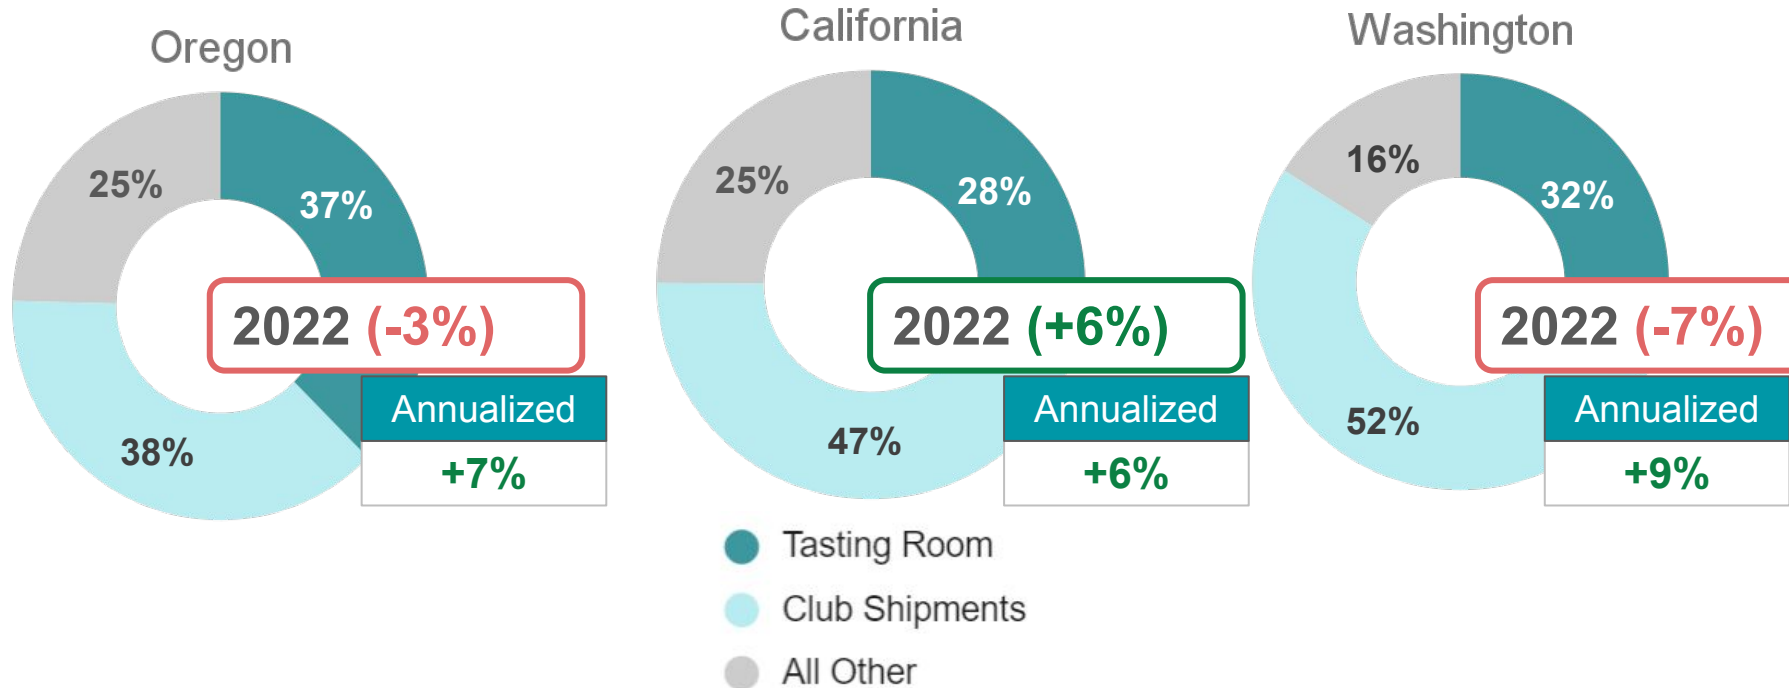 Oregon
25%
37%
38%
2022 (-3%)
Annualized
+7%
California
25%
28%
47%
2022 (+6%)
Annualized
+6%
Washington
16%
32%
52%
2022 (-7%)
Annualized
+9%
Tasting Room
Club Shipments
All Other